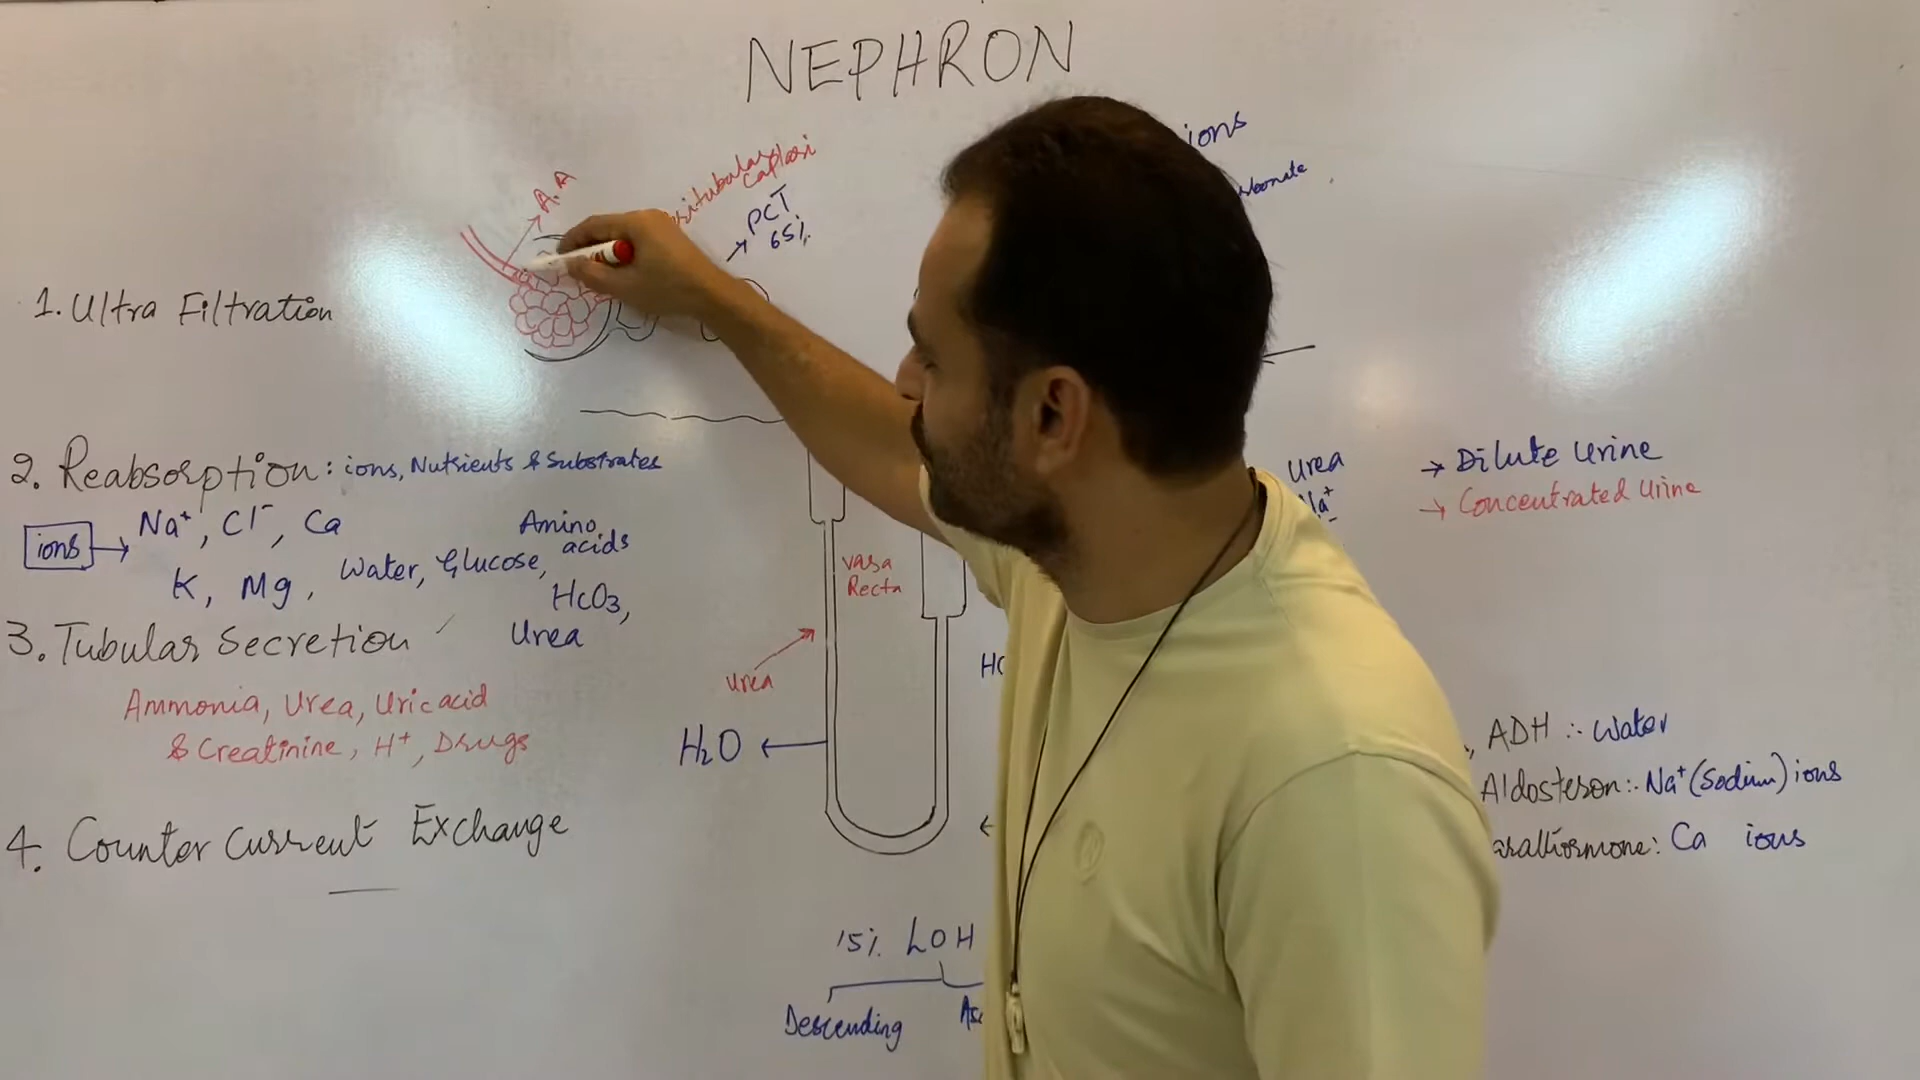 NEPHRON
A.A
PCT
65%
ions
1. Ultra Filtration
2. Reabsorption: ions, Nutrients & Substrates
ions → Na⁺, Cl⁻, Ca
K, Mg, Water, Glucose, Amino
acids
HCO3,
Urea
3. Tubular Secretion
Ammonia, Urea, Uric acid
& Creatinine, H⁺, Drugs
4. Counter Current Exchange
Vasa
Recta
Urea
H₂O
15% LOH
Descending
Urea
Na⁺
→ Dilute Urine
→ Concentrated Urine
ADH ∴ Water
Aldosteron:. Na⁺ (Sodium) ions
Ca ions